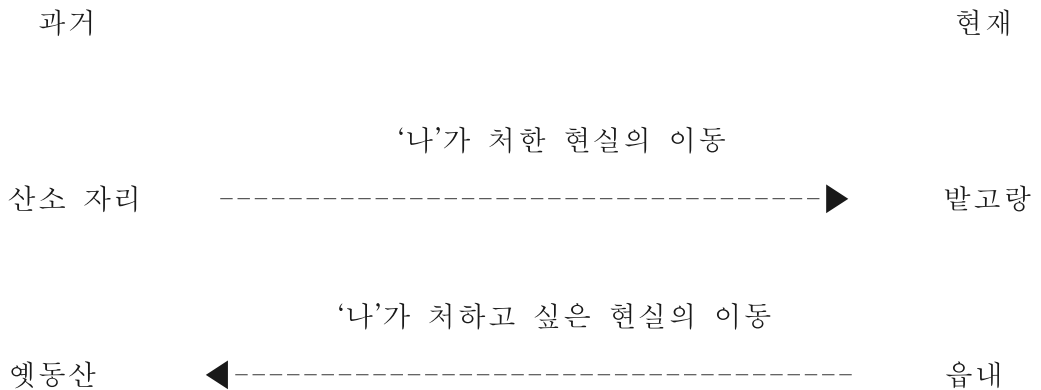 과거 현재
‘나’가 처한 현실의 이동
산소 자리 밭고랑
‘나’가 처하고 싶은 현실의 이동
옛동산 읍내